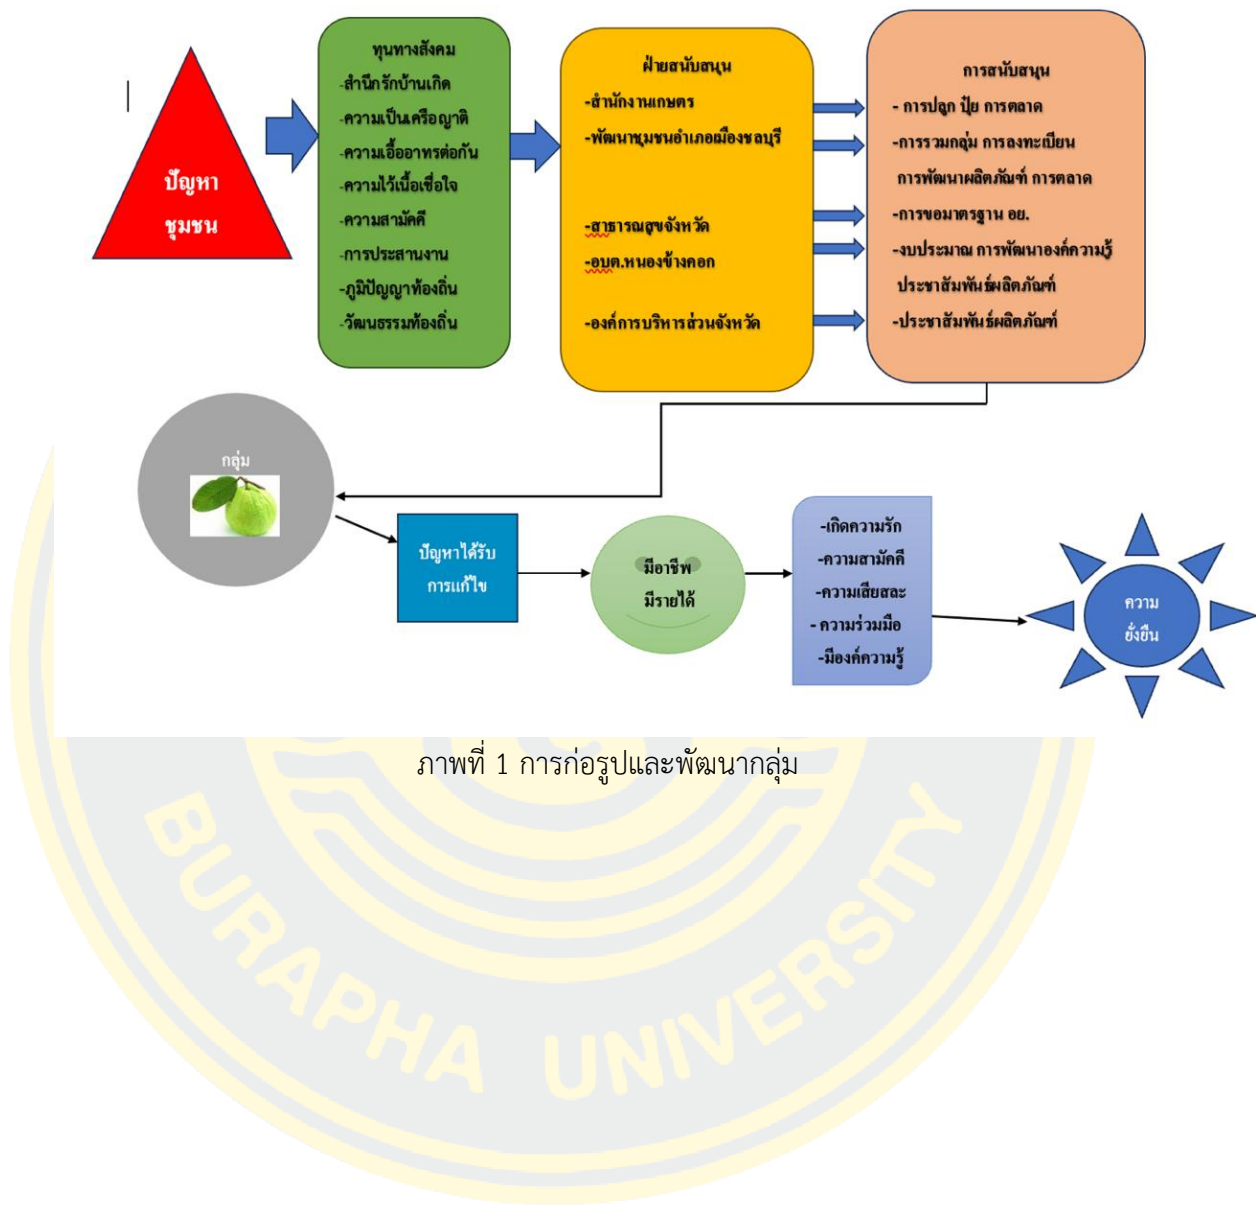 ปัญหา
ชุมชน
ทุนทางสังคม
-สำนึกรักบ้านเกิด
-ความเป็นเครือญาติ
-ความเอื้ออาทรต่อกัน
-ความไว้เนื้อเชื่อใจ
-ความสามัคคี
-การประสานงาน
-ภูมิปัญญาท้องถิ่น
-วัฒนธรรมท้องถิ่น
ฝ่ายสนับสนุน
-สำนักงานเกษตร
-พัฒนาชุมชนอำเภอเมืองชลบุรี
-สาธารณสุขจังหวัด
-อบต.หนองข้างคอก
-องค์การบริหารส่วนจังหวัด
การสนับสนุน
- การปลูก ปุ๋ย การตลาด
-การรวมกลุ่ม การลงทะเบียน
การพัฒนาผลิตภัณฑ์ การตลาด
-การขอมาตรฐาน อย.
-งบประมาณ การพัฒนาองค์ความรู้
ประชาสัมพันธ์ผลิตภัณฑ์
-ประชาสัมพันธ์ผลิตภัณฑ์
กลุ่ม
ปัญหาได้รับ
การแก้ไข
มีอาชีพ
มีรายได้
-เกิดความรัก
-ความสามัคคี
-ความเสียสละ
- ความร่วมมือ
-มีองค์ความรู้
ความ
ยั่งยืน
ภาพที่ 1 การก่อรูปและพัฒนากลุ่ม
BURAPHA UNIVERSITY